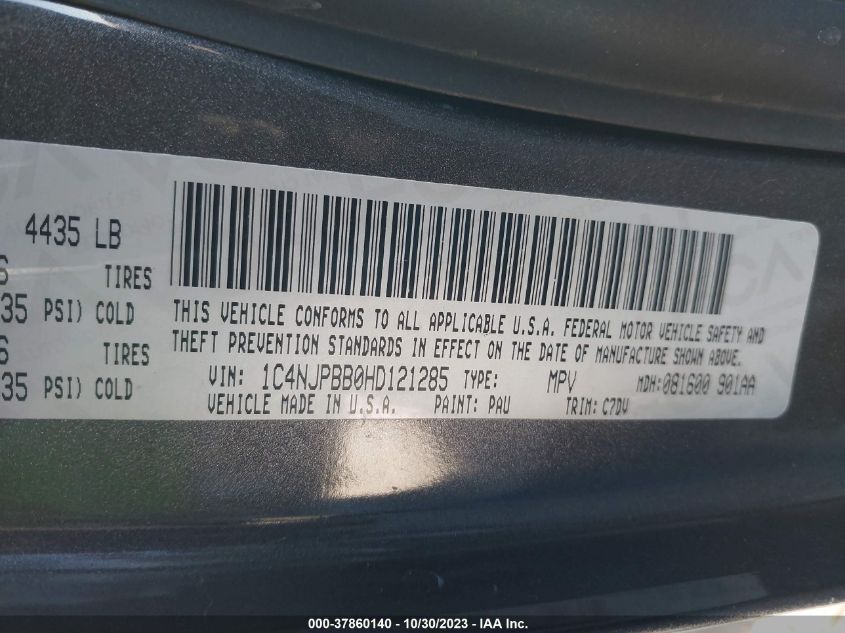 4435 LB
TIRES
35 PSI) COLD
TIRES
35 PSI) COLD
THIS VEHICLE CONFORMS TO ALL APPLICABLE U.S.A. FEDERAL MOTOR VEHICLE SAFETY AND
THEFT PREVENTION STANDARDS IN EFFECT ON THE DATE OF MANUFACTURE SHOWN ABOVE.
VIN: 1C4NJPBB0HD121285 TYPE: MPV MDH:081600 901AA
VEHICLE MADE IN U.S.A. PAINT: PAU TRIM: C7DV
000-37860140 - 10/30/2023 - IAA Inc.